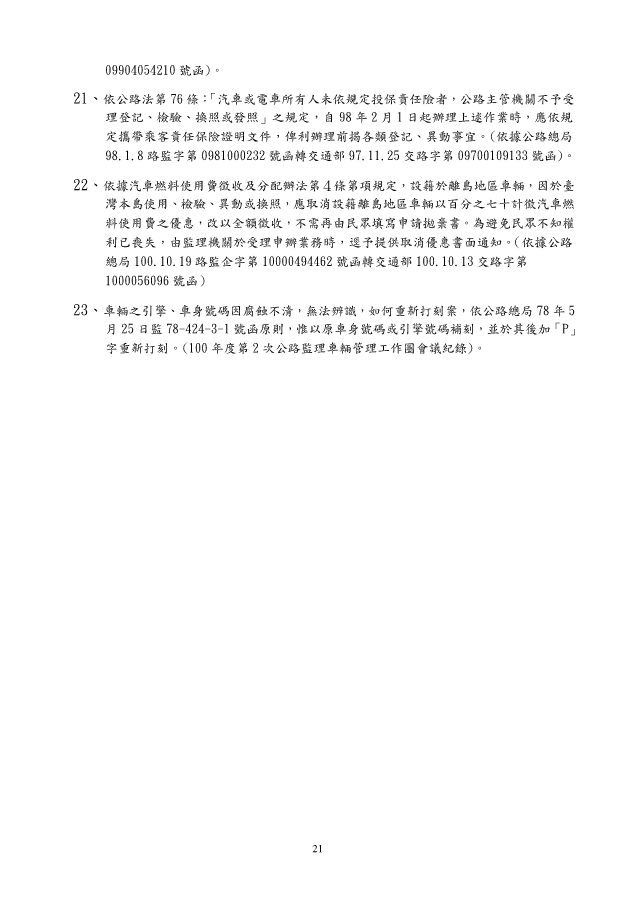 09904054210 號函)。
21、依公路法第 76 條：「汽車或電車所有人未依規定投保責任險者，公路主管機關不予受
理登記、檢驗、換照或發照」之規定，自 98 年 2 月 1 日起辦理上述作業時，應依規
定攜帶乘客責任保險證明文件，俾利辦理前揭各類登記、異動事宜。(依據公路總局
98.1.8 路監字第 0981000232 號函轉交通部 97.11.25 交路字第 09700109133 號函)。
22、依據汽車燃料使用費徵收及分配辦法第 4 條第項規定，設籍於離島地區車輛，因於臺
灣本島使用、檢驗、異動或換照，應取消設籍離島地區車輛以百分之七十計徵汽車燃
料使用費之優息，改以全額徵收，不需再由民眾填寫申請拋棄書。為避免民眾不知權
利已喪失，由監理機關於受理申辦業務時，逕予提供取消優惠書面通知。(依據公路
總局 100.10.19 路監企字第 10000494462 號函轉交通部 100.10.13 交路字第
1000056096 號函)
23、車輛之引擎、車身號碼因腐蝕不清，無法辨識，如何重新打刻案，依公路總局 78 年 5
月 25 日監 78-424-3-1 號函原則，惟以原車身號碼或引擎號碼補刻，並於其後加「P」
字重新打刻。(100 年度第 2 次公路監理車輛管理工作圈會議紀錄)。
21